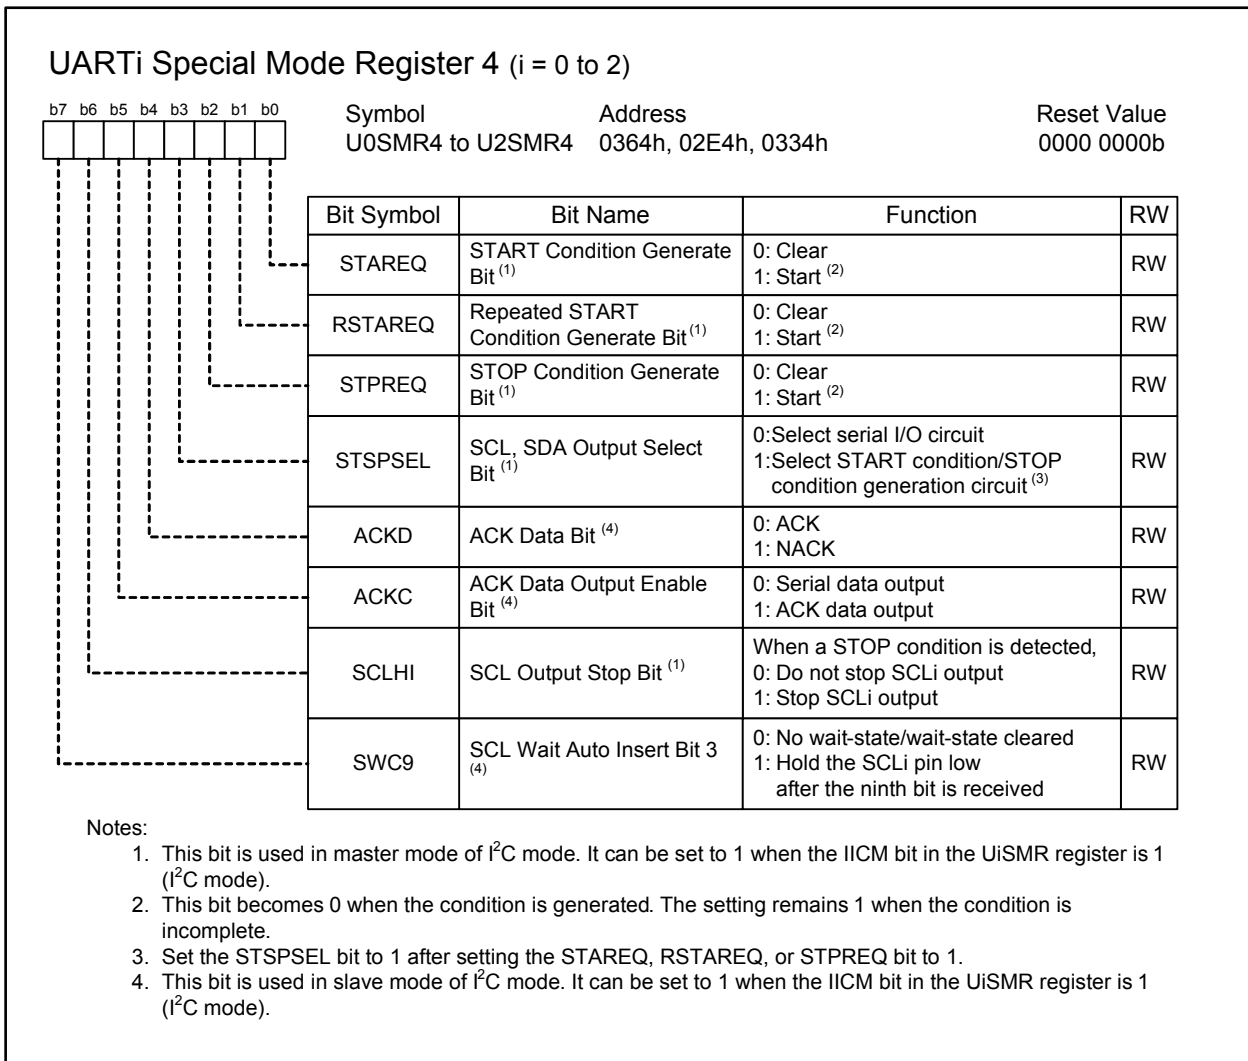 UARTi Special Mode Register 4 (i = 0 to 2)
b7 b6 b5 b4 b3 b2 b1 b0
Symbol Address Reset Value
U0SMR4 to U2SMR4 0364h, 02E4h, 0334h 0000 0000b
Bit Symbol Bit Name Function RW
STAREQ START Condition Generate Bit (1) 0: Clear 1: Start (2) RW
RSTAREQ Repeated START Condition Generate Bit (1) 0: Clear 1: Start (2) RW
STPREQ STOP Condition Generate Bit (1) 0: Clear 1: Start (2) RW
STSPSEL SCL, SDA Output Select Bit (1) 0:Select serial I/O circuit 1:Select START condition/STOP condition generation circuit (3) RW
ACKD ACK Data Bit (4) 0: ACK 1: NACK RW
ACKC ACK Data Output Enable Bit (4) 0: Serial data output 1: ACK data output RW
SCLHI SCL Output Stop Bit (1) When a STOP condition is detected, 0: Do not stop SCLi output 1: Stop SCLi output RW
SWC9 SCL Wait Auto Insert Bit 3 (4) 0: No wait-state/wait-state cleared 1: Hold the SCLi pin low after the ninth bit is received RW
Notes:
1. This bit is used in master mode of I2C mode. It can be set to 1 when the IICM bit in the UiSMR register is 1
(I2C mode).
2. This bit becomes 0 when the condition is generated. The setting remains 1 when the condition is
incomplete.
3. Set the STSPSEL bit to 1 after setting the STAREQ, RSTAREQ, or STPREQ bit to 1.
4. This bit is used in slave mode of I2C mode. It can be set to 1 when the IICM bit in the UiSMR register is 1
(I2C mode).